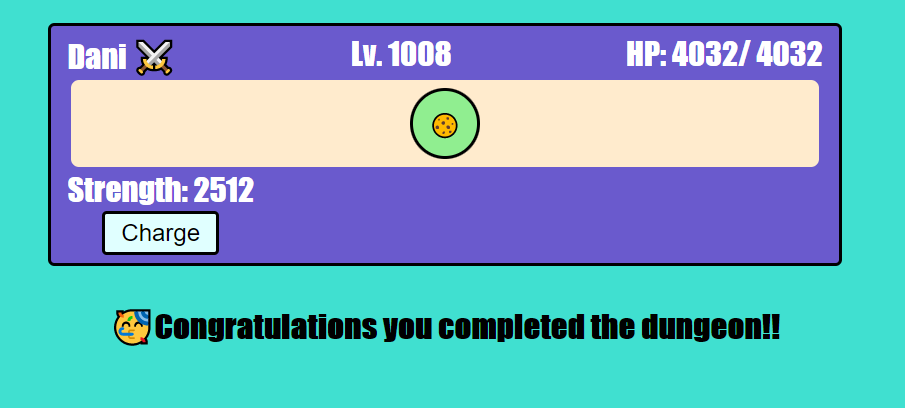 Dani ⚔️ Lv. 1008 HP: 4032/ 4032
Strength: 2512
Charge
🥳Congratulations you completed the dungeon!!